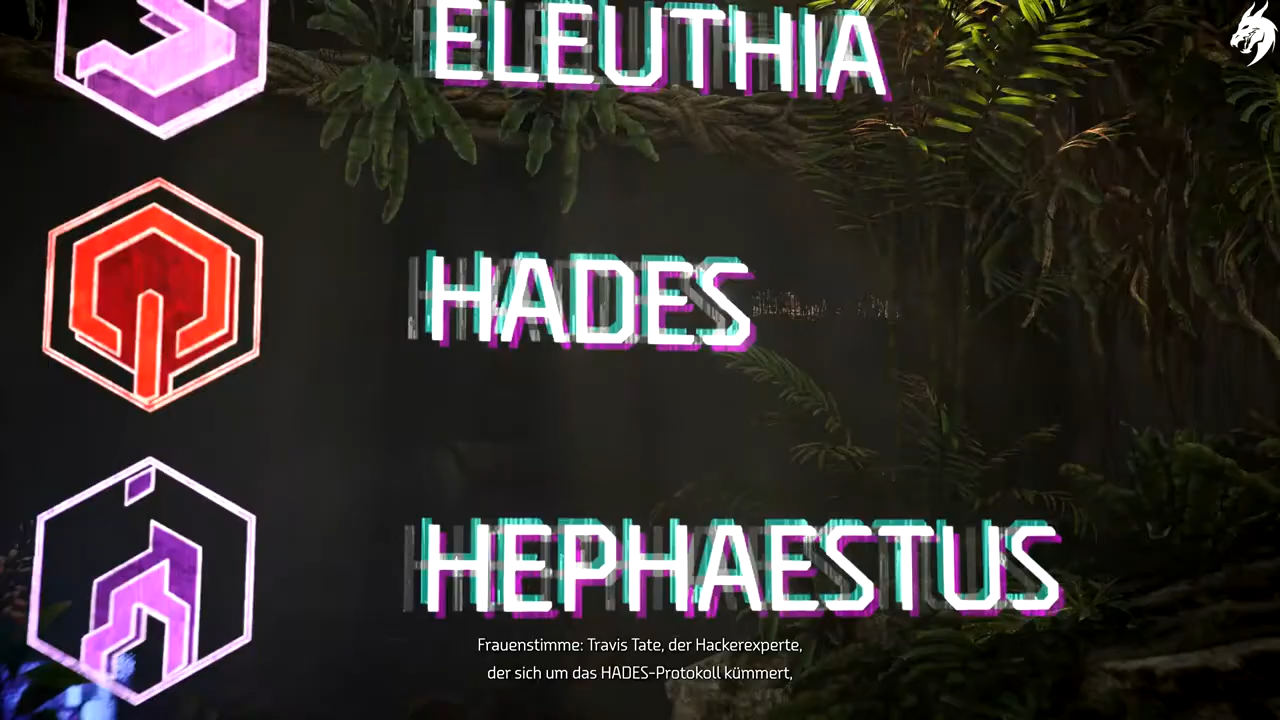 ELEUTHIA
HADES
HEPHAESTUS
Frauenstimme: Travis Tate, der Hackerexperte,
der sich um das HADES-Protokoll kümmert,